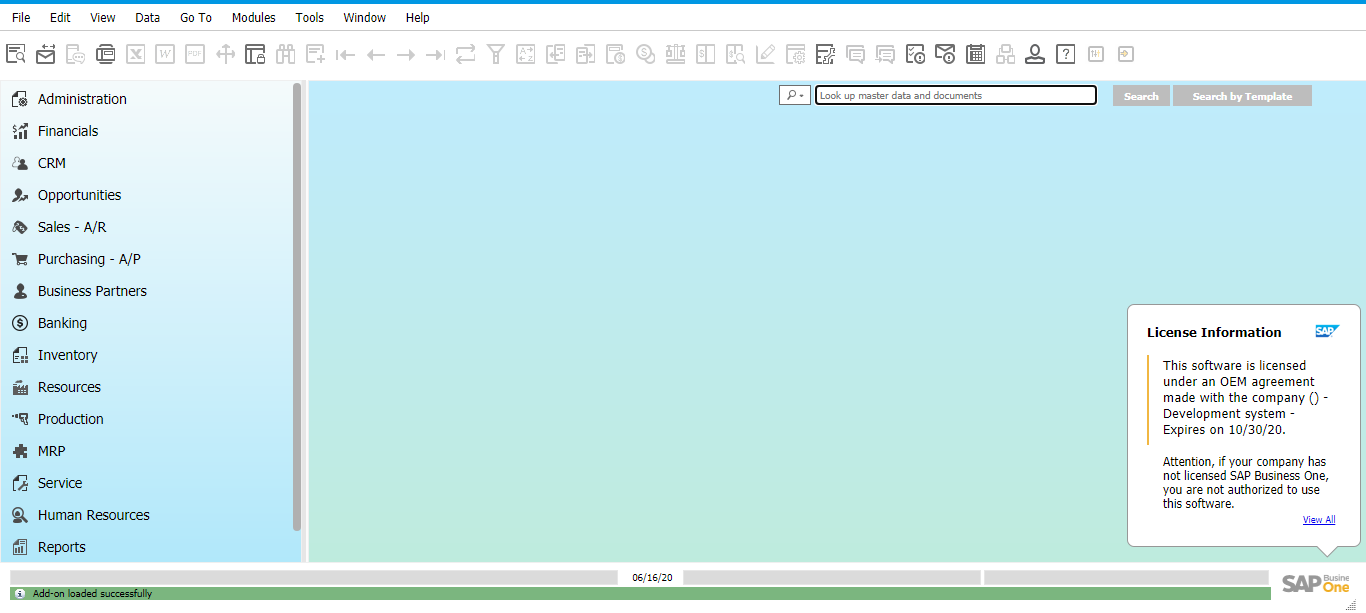 File Edit View Data Go To Modules Tools Window Help
Look up master data and documents Search Search by Template
Administration
Financials
CRM
Opportunities
Sales - A/R
Purchasing - A/P
Business Partners
Banking
Inventory
Resources
Production
MRP
Service
Human Resources
Reports
License Information SAP
This software is licensed
under an OEM agreement
made with the company () -
Development system -
Expires on 10/30/20.
Attention, if your company has
not licensed SAP Business One,
you are not authorized to use
this software.
View All
06/16/20
Add-on loaded successfully
SAP Busine
One